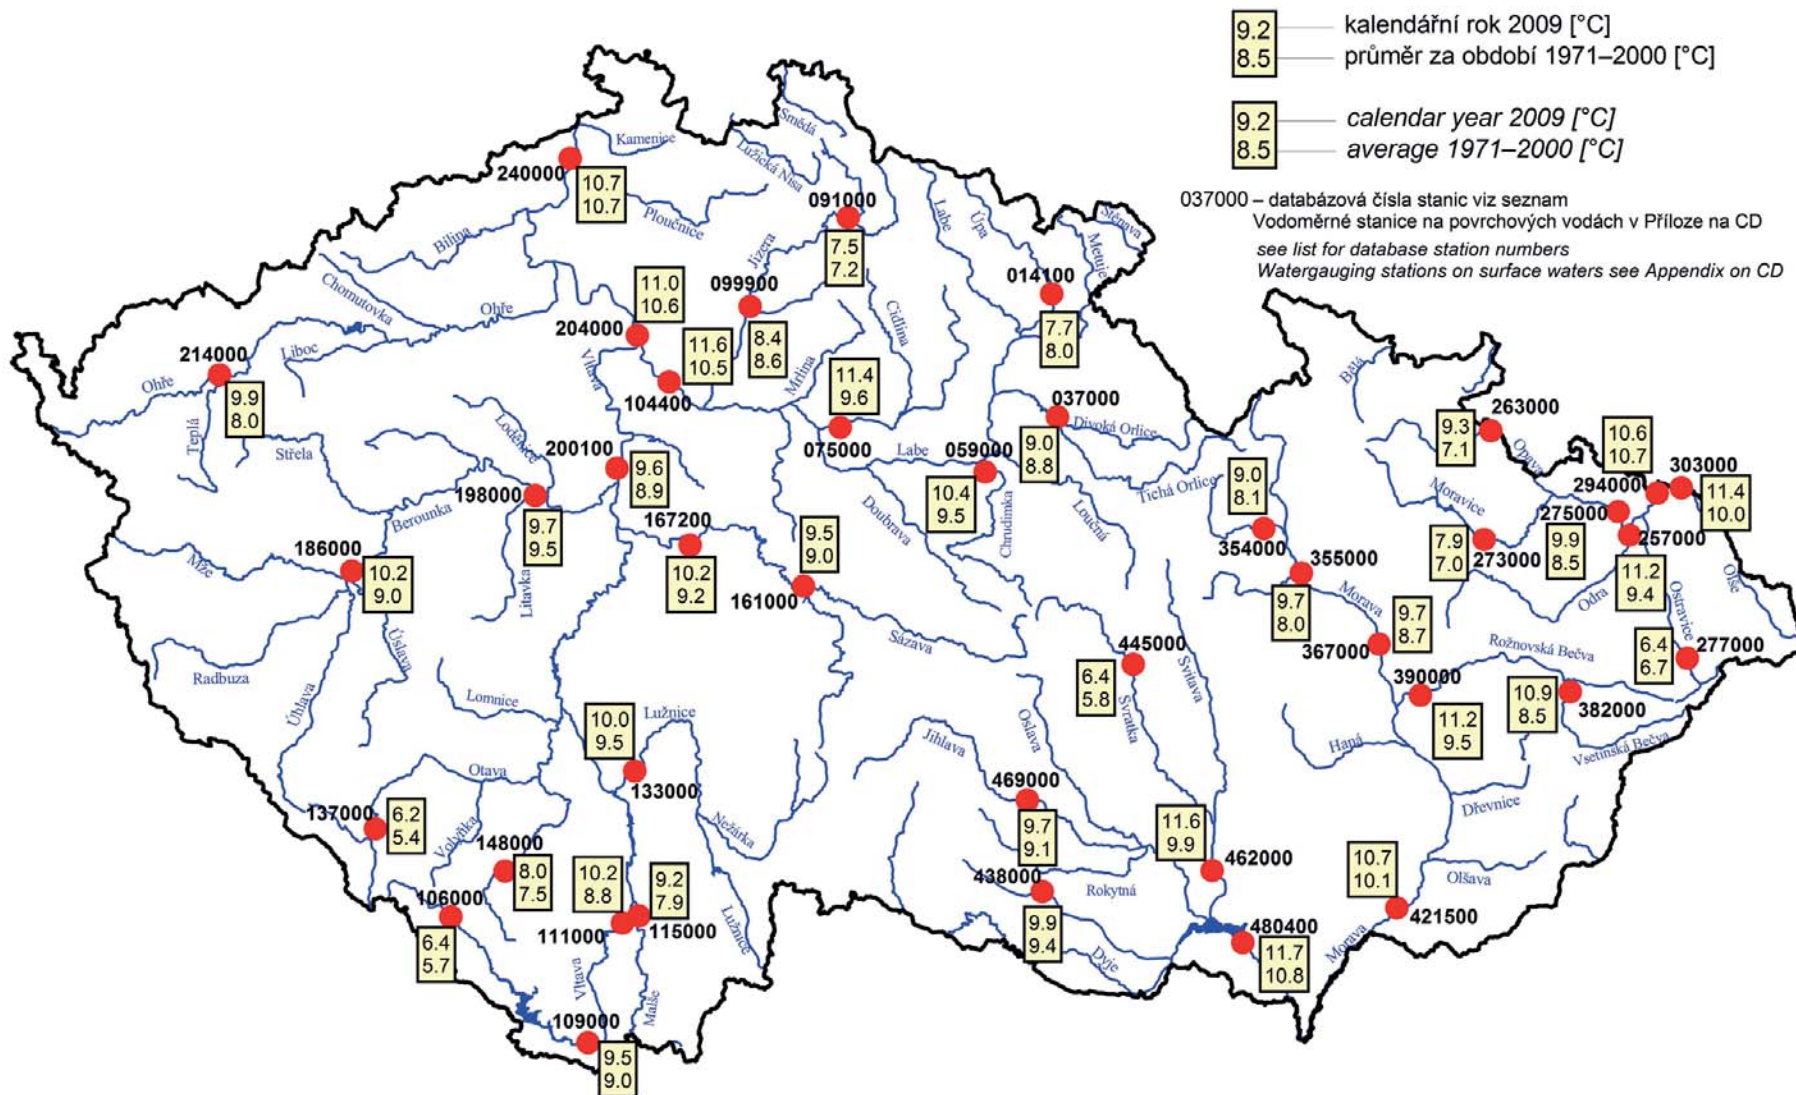 9.2
8.5
kalendářní rok 2009 [°C]
průměr za období 1971–2000 [°C]
9.2
8.5
calendar year 2009 [°C]
average 1971–2000 [°C]
037000 – databázová čísla stanic viz seznam
Vodoměrné stanice na povrchových vodách v Příloze na CD
see list for database station numbers
Watergauging stations on surface waters see Appendix on CD
Smědá
Kamenice
Lužická Nisa
240000
10.7
10.7
Ploučnice
Bílina
091000
7.5
7.2
Jizera
Labe
Úpa
Stěnava
Metuje
014100
7.7
8.0
Chomutovka
Ohře
Liboc
11.0
10.6
204000
099900
8.4
8.6
Cidlina
214000
Ohře
9.9
8.0
Teplá
Střela
Vltava
11.6
10.5
104400
Mrlina
11.4
9.6
075000
Labe
059000
10.4
9.5
Chrudimka
037000
Divoká Orlice
9.0
8.8
Tichá Orlice
Loučná
Doubrava
Bělá
263000
9.3
7.1
Opava
10.6
10.7
303000
294000
11.4
10.0
275000
257000
Moravice
9.0
8.1
354000
355000
9.7
8.0
Morava
7.9
7.0
273000
9.9
8.5
11.2
9.4
Odra
Ostravice
Olše
Loděnice
200100
9.6
8.9
198000
9.7
9.5
Berounka
Litavka
167200
10.2
9.2
9.5
9.0
161000
Sázava
186000
10.2
9.0
Mže
Radbuza
Úhlava
Úslava
367000
9.7
8.7
Rožnovská Bečva
6.4
6.7
277000
390000
11.2
9.5
10.9
8.5
382000
Vsetínská Bečva
445000
6.4
5.8
Svratka
Svitava
Lomnice
10.0
9.5
Lužnice
133000
Otava
Nežárka
Jihlava
Oslava
Haná
Dřevnice
137000
6.2
5.4
Volyňka
148000
8.0
7.5
469000
9.7
9.1
11.6
9.9
462000
10.7
10.1
421500
Olšava
Morava
438000
9.9
9.4
Rokytná
Dyje
480400
11.7
10.8
106000
6.4
5.7
10.2
8.8
9.2
7.9
111000
115000
Lužnice
Vltava
Malše
109000
9.5
9.0